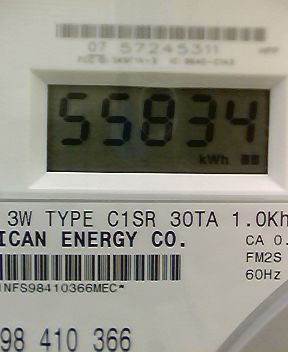 07 57245311
55834
kWh
3W TYPE C1SR 30TA 1.0Kh
ICAN ENERGY CO.
CA 0.
FM2S
60Hz
NFS98410366MEC*
98 410 366